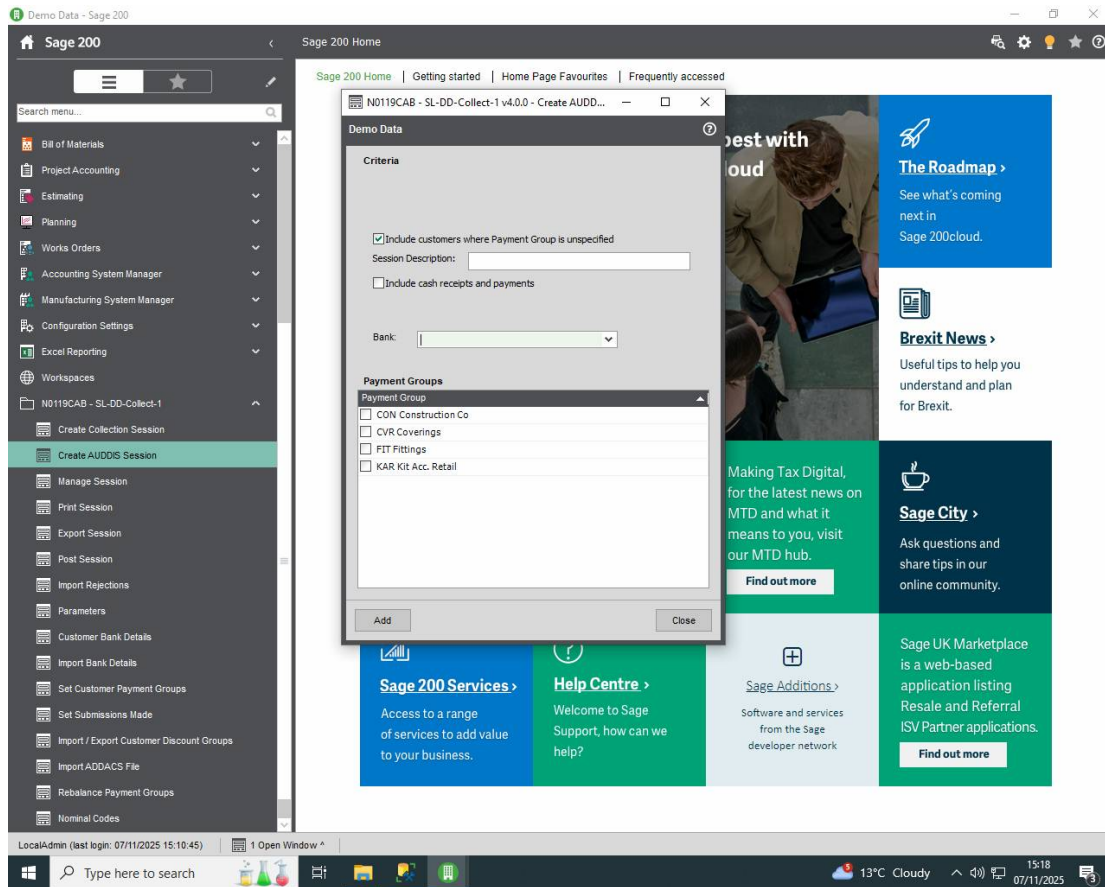 Demo Data - Sage 200
Sage 200
Sage 200 Home
Search menu...
Bill of Materials
Project Accounting
Estimating
Planning
Works Orders
Accounting System Manager
Manufacturing System Manager
Configuration Settings
Excel Reporting
Workspaces
N0119CAB - SL-DD-Collect-1
Create Collection Session
Create AUDDIS Session
Manage Session
Print Session
Export Session
Post Session
Import Rejections
Parameters
Customer Bank Details
Import Bank Details
Set Customer Payment Groups
Set Submissions Made
Import / Export Customer Discount Groups
Import ADDACS File
Rebalance Payment Groups
Nominal Codes
Sage 200 Home | Getting started | Home Page Favourites | Frequently accessed
N0119CAB - SL-DD-Collect-1 v4.0.0 - Create AUDD...
Demo Data
Criteria
Include customers where Payment Group is unspecified
Session Description:
Include cash receipts and payments
Bank:
Payment Groups
Payment Group
CON Construction Co
CVR Coverings
FIT Fittings
KAR Kit Acc. Retail
Add
Close
best with
loud
The Roadmap >
See what's coming
next in
Sage 200cloud.
Brexit News >
Useful tips to help you
understand and plan
for Brexit.
Making Tax Digital,
for the latest news on
MTD and what it
means to you, visit
our MTD hub.
Find out more
Sage City >
Ask questions and
share tips in our
online community.
Sage 200 Services >
Access to a range
of services to add value
to your business.
Help Centre >
Welcome to Sage
Support, how can we
help?
Sage Additions >
Software and services
from the Sage
developer network
Sage UK Marketplace
is a web-based
application listing
Resale and Referral
ISV Partner applications.
Find out more
LocalAdmin (last login: 07/11/2025 15:10:45)
1 Open Window ^
Type here to search
13°C Cloudy
15:18
07/11/2025
3